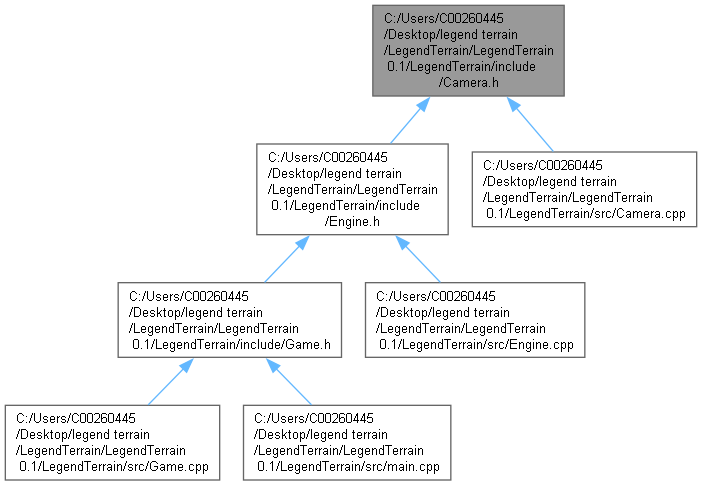 C:/Users/C00260445
/Desktop/legend terrain
/LegendTerrain/LegendTerrain
0.1/LegendTerrain/include
/Camera.h
C:/Users/C00260445
/Desktop/legend terrain
/LegendTerrain/LegendTerrain
0.1/LegendTerrain/include
/Engine.h
C:/Users/C00260445
/Desktop/legend terrain
/LegendTerrain/LegendTerrain
0.1/LegendTerrain/src/Camera.cpp
C:/Users/C00260445
/Desktop/legend terrain
/LegendTerrain/LegendTerrain
0.1/LegendTerrain/include/Game.h
C:/Users/C00260445
/Desktop/legend terrain
/LegendTerrain/LegendTerrain
0.1/LegendTerrain/src/Engine.cpp
C:/Users/C00260445
/Desktop/legend terrain
/LegendTerrain/LegendTerrain
0.1/LegendTerrain/src/Game.cpp
C:/Users/C00260445
/Desktop/legend terrain
/LegendTerrain/LegendTerrain
0.1/LegendTerrain/src/main.cpp